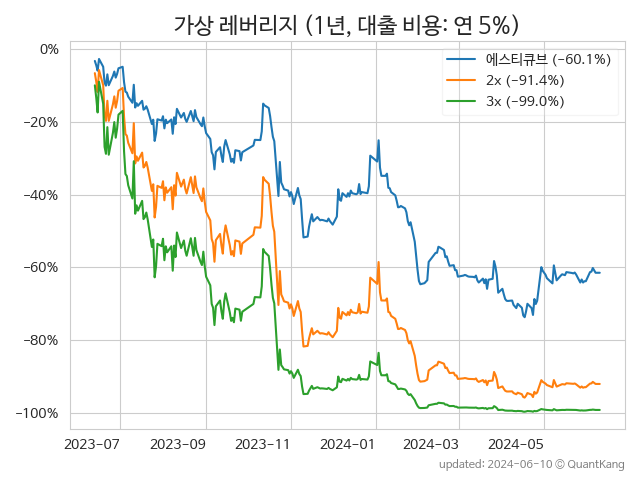 가상 레버리지 (1년, 대출 비용: 연 5%)
0%
−20%
−40%
−60%
−80%
−100%
에스티큐브 (−60.1%)
2x (−91.4%)
3x (−99.0%)
2023-07 2023-09 2023-11 2024-01 2024-03 2024-05
updated: 2024-06-10 © QuantKang